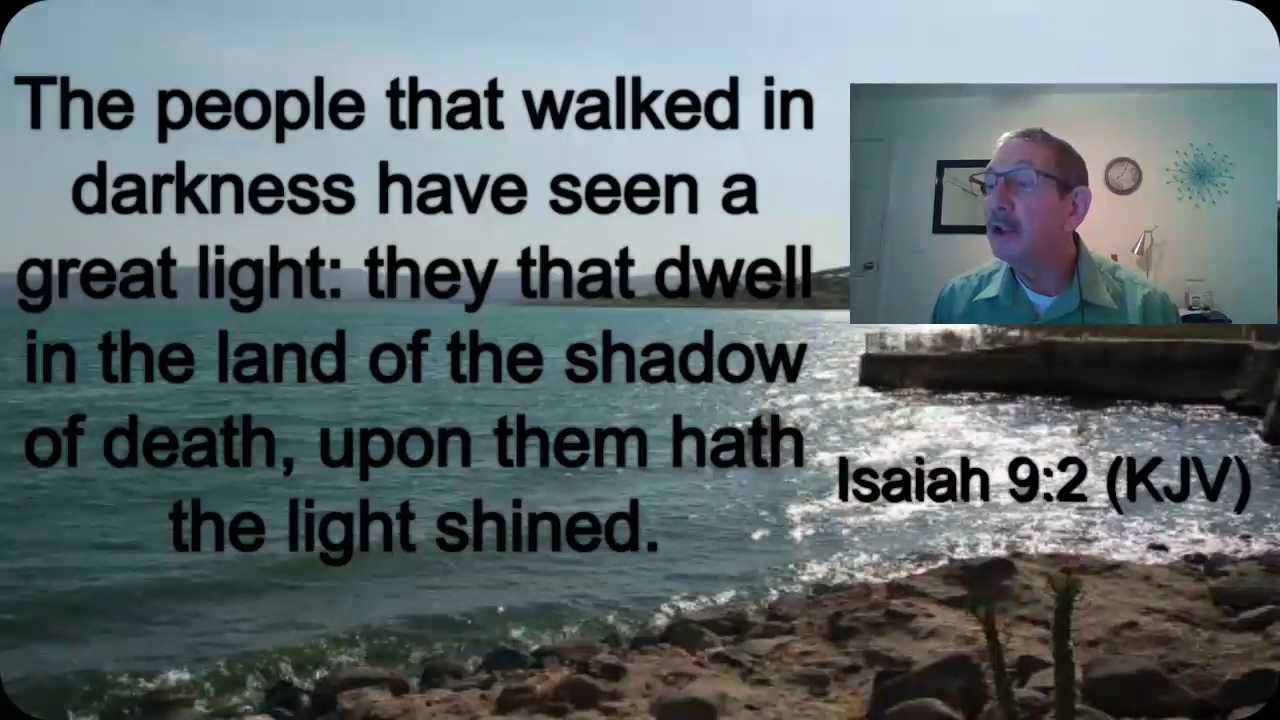 The people that walked in
darkness have seen a
great light: they that dwell
in the land of the shadow
of death, upon them hath
the light shined.
Isaiah 9:2 (KJV)